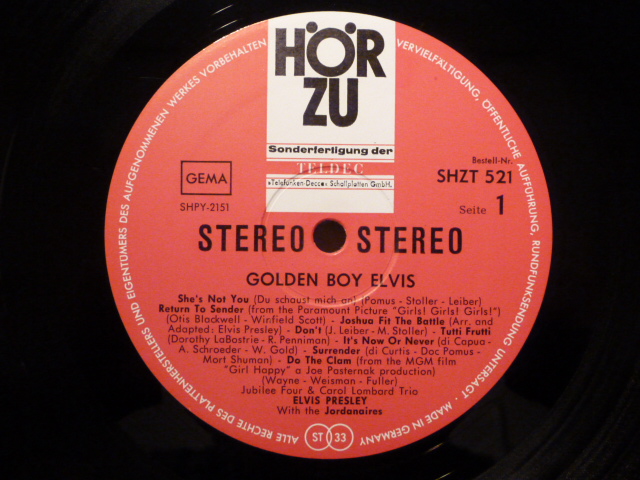 HÖR
ZU
Sonderfertigung der
TELDEC
»Telefunken-Decca« Schallplatten GmbH.
GEMA
SHPY-2151
Bestell-Nr.
SHZT 521
Seite 1
STEREO STEREO
GOLDEN BOY ELVIS
She's Not You (Du schaust mich an) (Pomus - Stoller - Leiber)
Return To Sender (from the Paramount Picture "Girls! Girls! Girls!")
(Otis Blackwell - Winfield Scott) - Joshua Fit The Battle (Arr. and
Adapted: Elvis Presley) - Don't (J. Leiber - M. Stoller) - Tutti Frutti
(Dorothy LaBostrie - R. Penniman) - It's Now Or Never (di Capua -
A. Schroeder - W. Gold) - Surrender (di Curtis - Doc Pomus -
Mort Shuman) - Do The Clam (from the MGM film
"Girl Happy" a Joe Pasternak production)
(Wayne - Weisman - Fuller)
Jubilee Four & Carol Lombard Trio
ELVIS PRESLEY
With the Jordanaires
ST 33
ALLE RECHTE DES PLATTENHERSTELLERS UND EIGENTÜMERS DES AUFGENOMMENEN WERKES VORBEHALTEN
VERVIELFÄLTIGUNG, ÖFFENTLICHE AUFFÜHRUNG, RUNDFUNKSENDUNG UNTERSAGT · MADE IN GERMANY